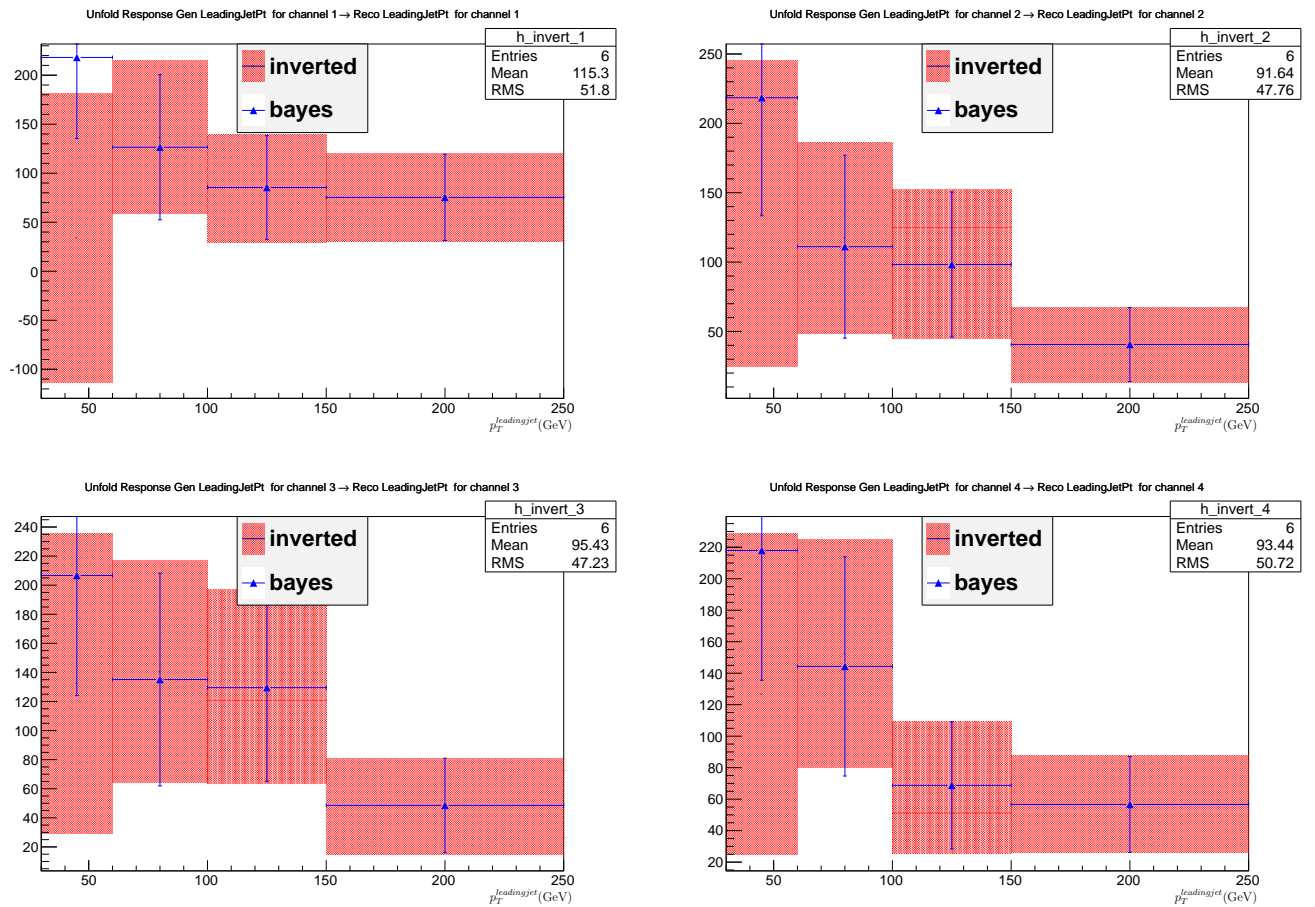 Unfold Response Gen LeadingJetPt for channel 1 → Reco LeadingJetPt for channel 1
h_invert_1
Entries 6
Mean 115.3
RMS 51.8
inverted
bayes
200
150
100
50
0
-50
-100
50 100 150 200 250
p_T^{leadingjet}(GeV)
Unfold Response Gen LeadingJetPt for channel 2 → Reco LeadingJetPt for channel 2
h_invert_2
Entries 6
Mean 91.64
RMS 47.76
inverted
bayes
250
200
150
100
50
50 100 150 200 250
p_T^{leadingjet}(GeV)
Unfold Response Gen LeadingJetPt for channel 3 → Reco LeadingJetPt for channel 3
h_invert_3
Entries 6
Mean 95.43
RMS 47.23
inverted
bayes
240
220
200
180
160
140
120
100
80
60
40
20
50 100 150 200 250
p_T^{leadingjet}(GeV)
Unfold Response Gen LeadingJetPt for channel 4 → Reco LeadingJetPt for channel 4
h_invert_4
Entries 6
Mean 93.44
RMS 50.72
inverted
bayes
220
200
180
160
140
120
100
80
60
40
20
50 100 150 200 250
p_T^{leadingjet}(GeV)